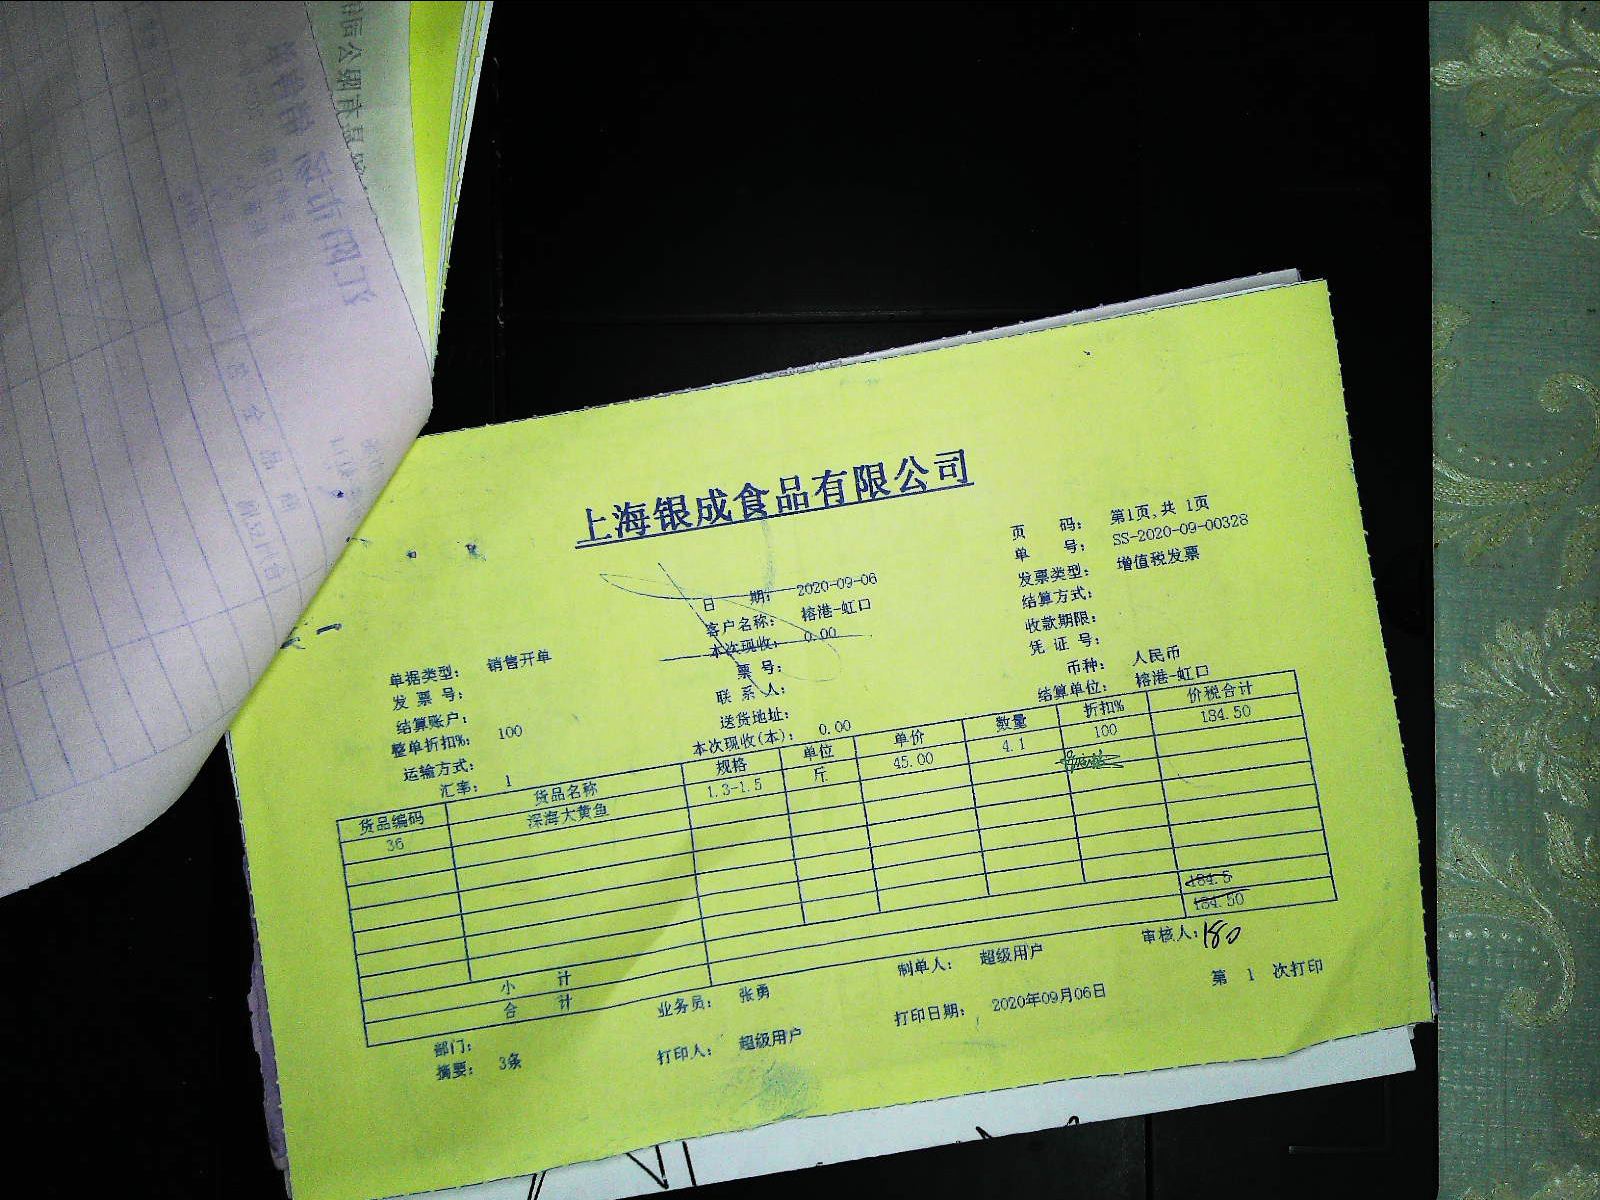 上海银成食品有限公司
页 码: 第1页,共 1页
日 期: 2020-09-06 单 号: SS-2020-09-00328
客户名称: 榕港-虹口 发票类型: 增值税发票
单据类型: 销售开单 本次现收: 0.00 结算方式:
发 票 号: 票 号: 收款期限:
结算账户: 联 系 人: 凭 证 号:
整单折扣%: 100 送货地址: 币种: 人民币
运输方式: 本次现收(本): 0.00 结算单位: 榕港-虹口
汇率: 1
货品编码 货品名称 规格 单位 单价 数量 折扣% 价税合计
36 深海大黄鱼 1.3-1.5 斤 45.00 4.1 100 184.50
小 计 184.5
合 计 184.50
部门: 业务员: 张勇 制单人: 超级用户 审核人: 180
摘要: 3条 打印人: 超级用户 打印日期: 2020年09月06日 第 1 次打印